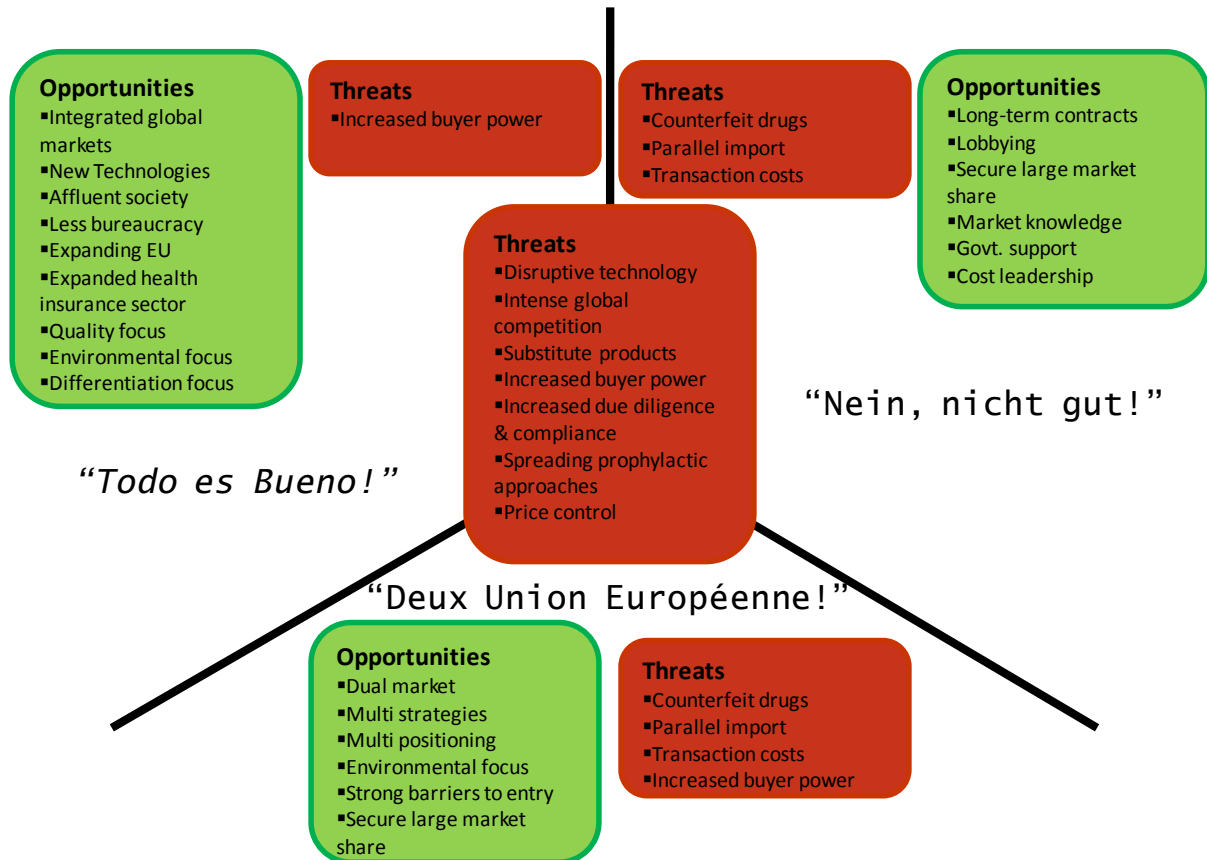 Opportunities
▪Integrated global
markets
▪New Technologies
▪Affluent society
▪Less bureaucracy
▪Expanding EU
▪Expanded health
insurance sector
▪Quality focus
▪Environmental focus
▪Differentiation focus
Threats
▪Increased buyer power
Threats
▪Counterfeit drugs
▪Parallel import
▪Transaction costs
Opportunities
▪Long-term contracts
▪Lobbying
▪Secure large market
share
▪Market knowledge
▪Govt. support
▪Cost leadership
Threats
▪Disruptive technology
▪Intense global
competition
▪Substitute products
▪Increased buyer power
▪Increased due diligence
& compliance
▪Spreading prophylactic
approaches
▪Price control
“Nein, nicht gut!”
“Todo es Bueno!”
“Deux Union Européenne!”
Opportunities
▪Dual market
▪Multi strategies
▪Multi positioning
▪Environmental focus
▪Strong barriers to entry
▪Secure large market
share
Threats
▪Counterfeit drugs
▪Parallel import
▪Transaction costs
▪Increased buyer power